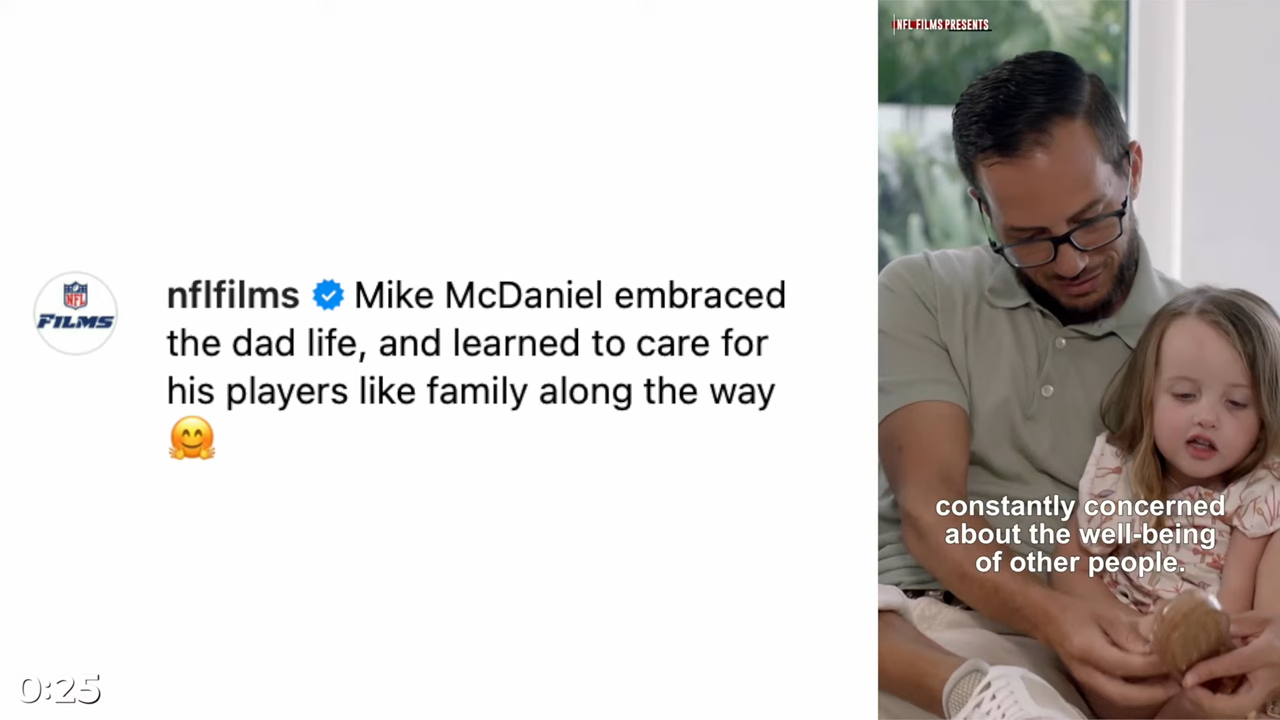 NFL FILMS PRESENTS
NFL
FILMS
nflfilms Mike McDaniel embraced
the dad life, and learned to care for
his players like family along the way
🤗
constantly concerned
about the well-being
of other people.
0:25